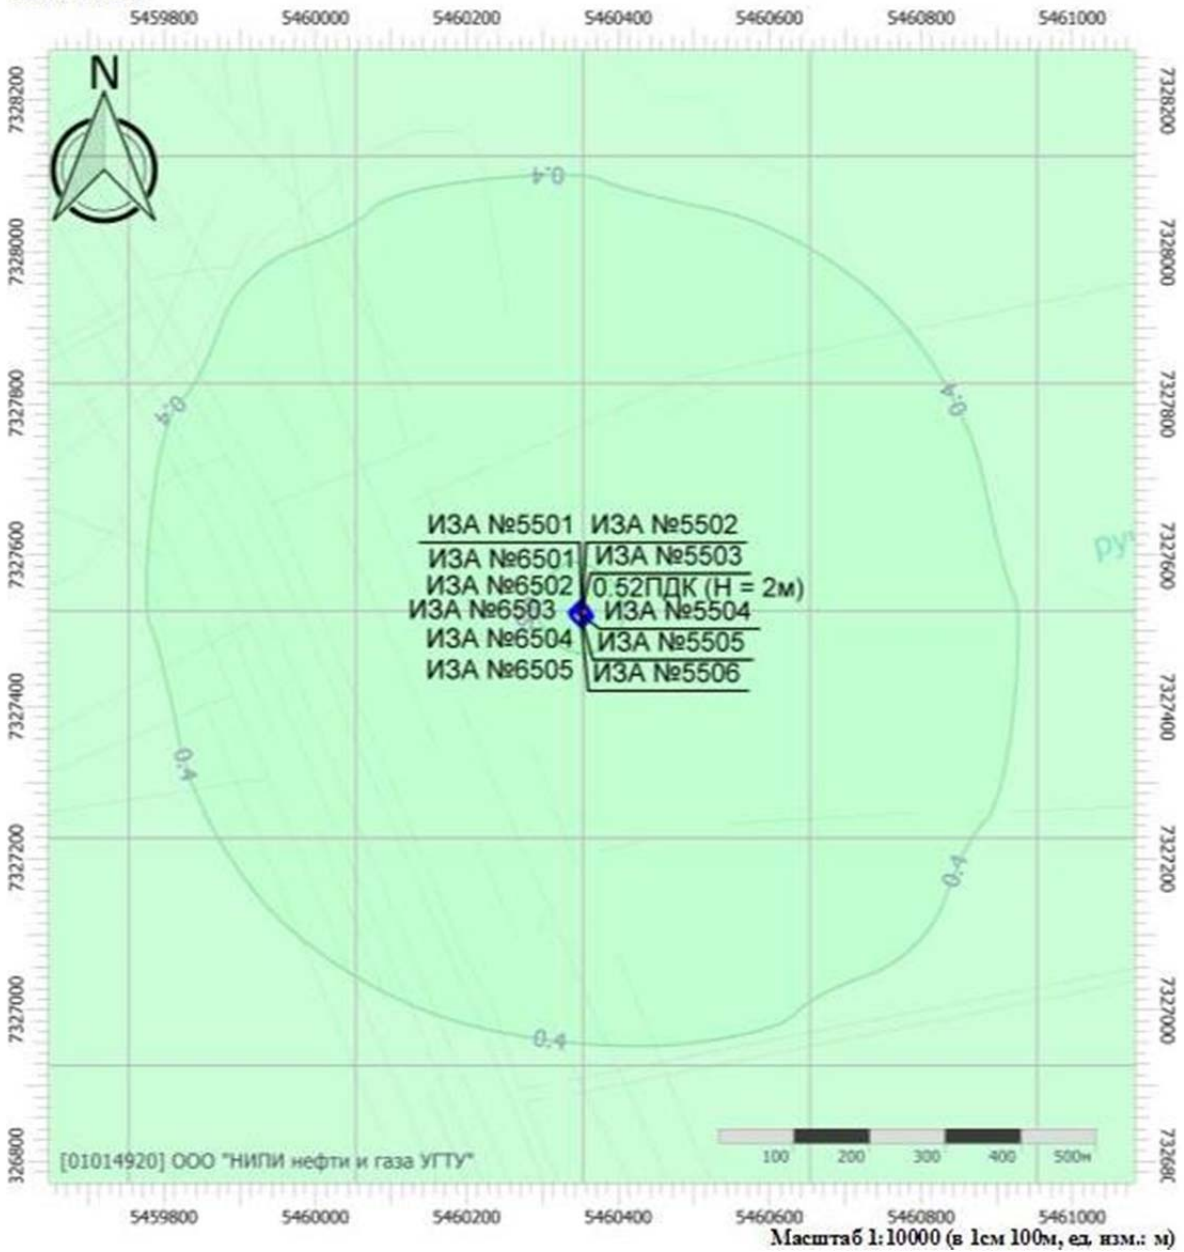 5459800 5460000 5460200 5460400 5460600 5460800 5461000
N
7328200 7328200
0.4
7328000 7328000
7327800 7327800
0.4 0.4
ИЗА №5501 ИЗА №5502
ИЗА №6501 ИЗА №5503
7327600 7327600
ИЗА №6502 0.52ПДК (H = 2м)
ИЗА №6503 ИЗА №5504
ИЗА №6504 ИЗА №5505
ИЗА №6505 ИЗА №5506
7327400 7327400
0.4
7327200 7327200
0.4
7327000 7327000
0.4
[01014920] ООО "НИПИ нефти и газа УГТУ"
100 200 300 400 500м
5459800 5460000 5460200 5460400 5460600 5460800 5461000
Масштаб 1:10000 (в 1см 100м, ед. изм.: м)